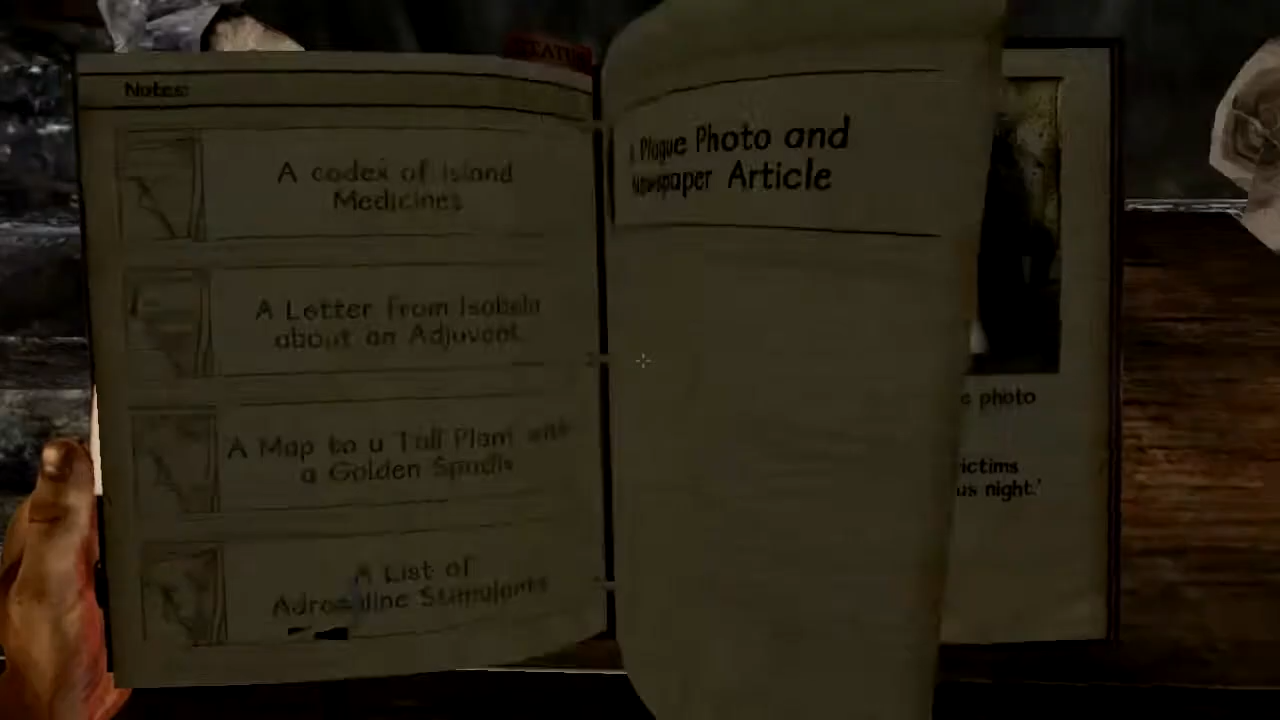 Notes:
A codex of Island
Medicines
A Letter from Isabela
about an Adjuvant
A Map to a Tall Plant with
a Golden Spadix
A List of
Adrenaline Stimulants
Plague Photo and
Newspaper Article
photo
us night.'